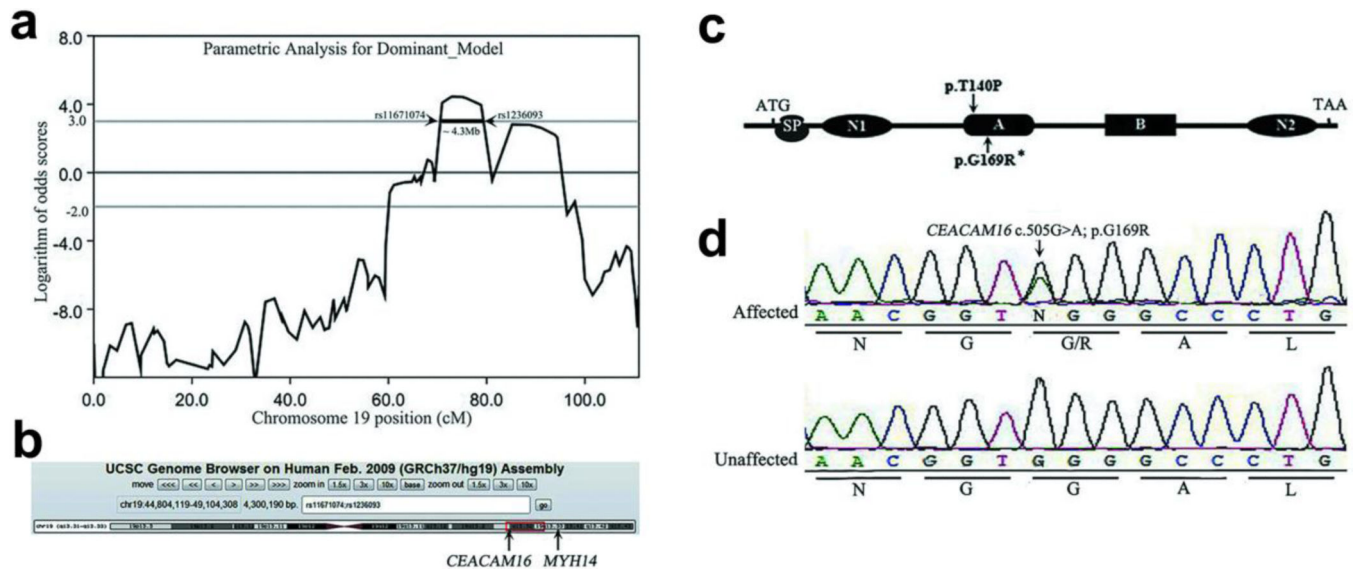 a
Parametric Analysis for Dominant_Model
Logarithm of odds scores
8.0
4.0
3.0
0.0
-2.0
-4.0
-8.0
rs11671074
rs1236093
~ 4.3Mb
0.0 20.0 40.0 60.0 80.0 100.0
Chromosome 19 position (cM)
b
UCSC Genome Browser on Human Feb. 2009 (GRCh37/hg19) Assembly
move <<< << < > >> >>> zoom in 1.5x 3x 10x base zoom out 1.5x 3x 10x
chr19:44,804,119-49,104,308 4,300,190 bp. rs11671074;rs1236093 go
CEACAM16 MYH14
c
p.T140P
ATG TAA
SP N1 A B N2
p.G169R*
d
CEACAM16 c.505G>A; p.G169R
Affected A A C G G T N G G G C C C T G
N G G/R A L
Unaffected A A C G G T G G G G C C C T G
N G G A L